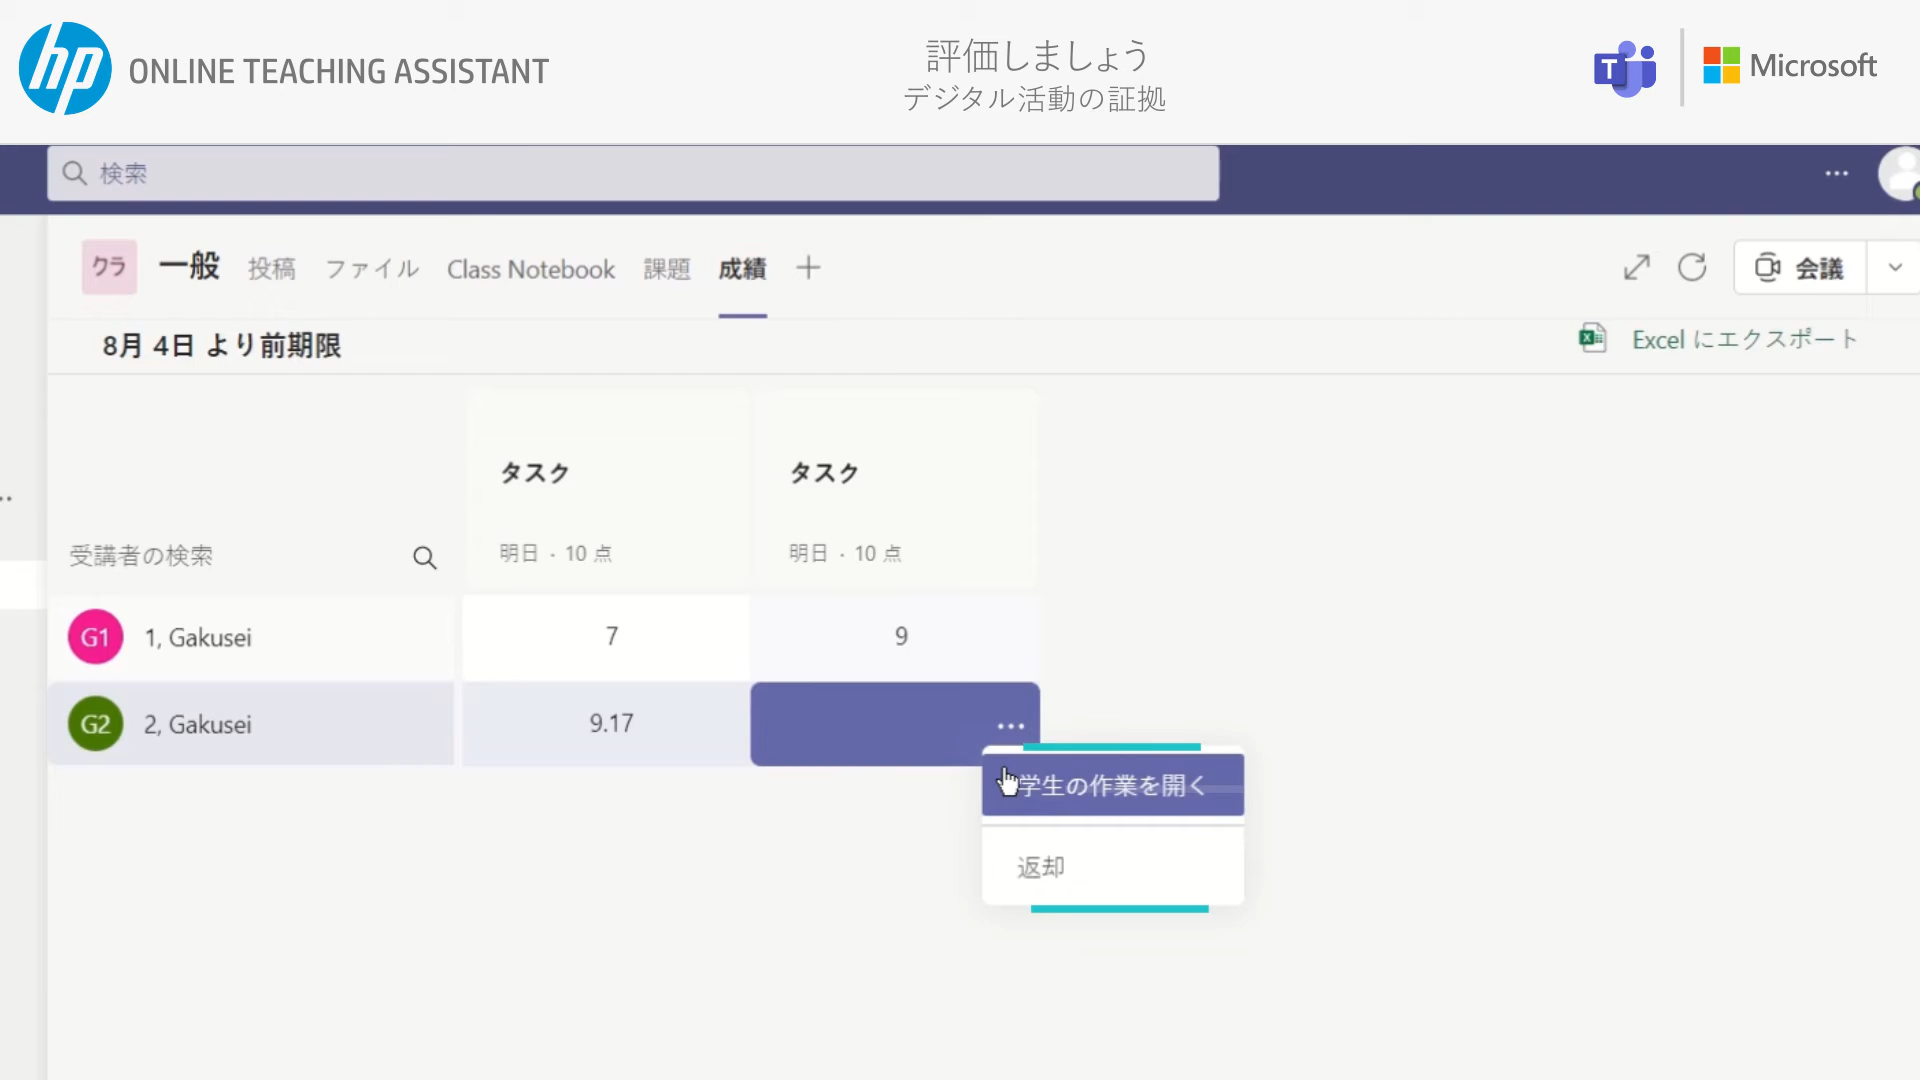 hp ONLINE TEACHING ASSISTANT
評価しましょう
デジタル活動の証拠
T Microsoft
検索
クラ 一般 投稿 ファイル Class Notebook 課題 成績 会議
8月 4日 より前期限
Excel にエクスポート
タスク タスク
受講者の検索
明日 · 10 点 明日 · 10 点
G1 1, Gakusei 7 9
G2 2, Gakusei 9.17
学生の作業を開く
返却